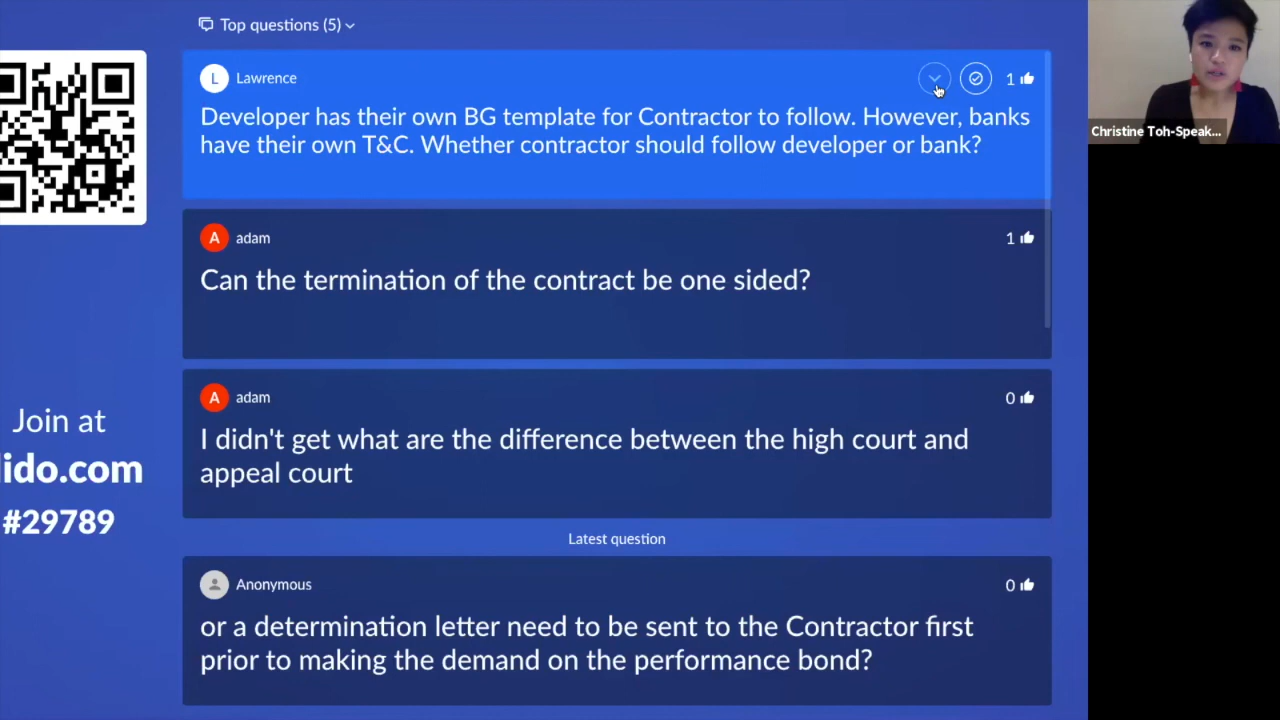 Top questions (5)
L Lawrence
1
Developer has their own BG template for Contractor to follow. However, banks
have their own T&C. Whether contractor should follow developer or bank?
Christine Toh-Speak...
A adam
1
Can the termination of the contract be one sided?
A adam
0
I didn't get what are the difference between the high court and
appeal court
Join at
lido.com
#29789
Latest question
Anonymous
0
or a determination letter need to be sent to the Contractor first
prior to making the demand on the performance bond?